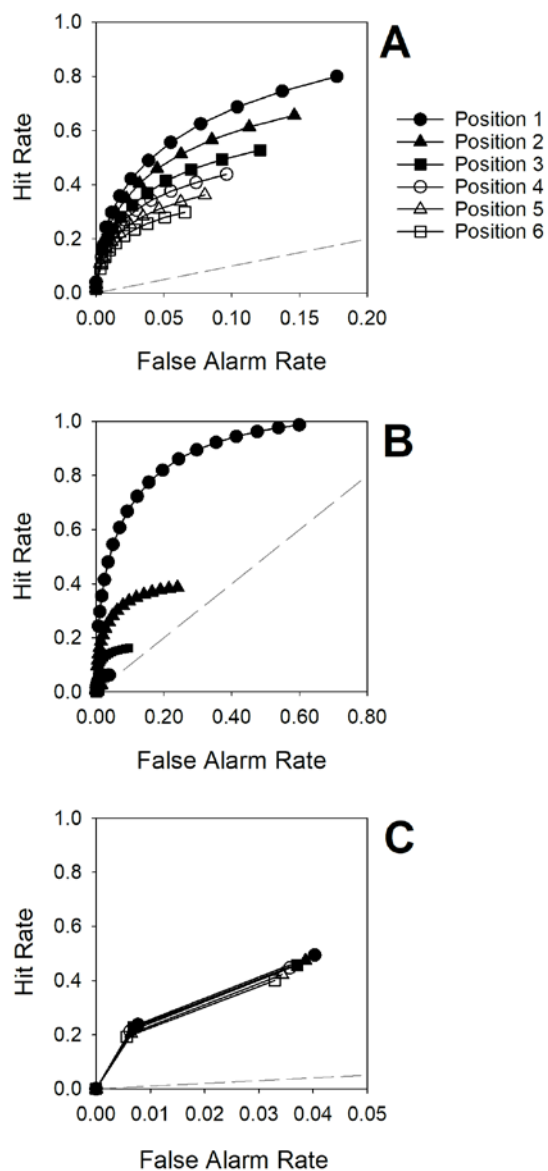 A
1.0
0.8
0.6
0.4
0.2
0.0
Hit Rate
0.00 0.05 0.10 0.15 0.20
False Alarm Rate
Position 1
Position 2
Position 3
Position 4
Position 5
Position 6
B
1.0
0.8
0.6
0.4
0.2
0.0
Hit Rate
0.00 0.20 0.40 0.60 0.80
False Alarm Rate
C
1.0
0.8
0.6
0.4
0.2
0.0
Hit Rate
0.00 0.01 0.02 0.03 0.04 0.05
False Alarm Rate